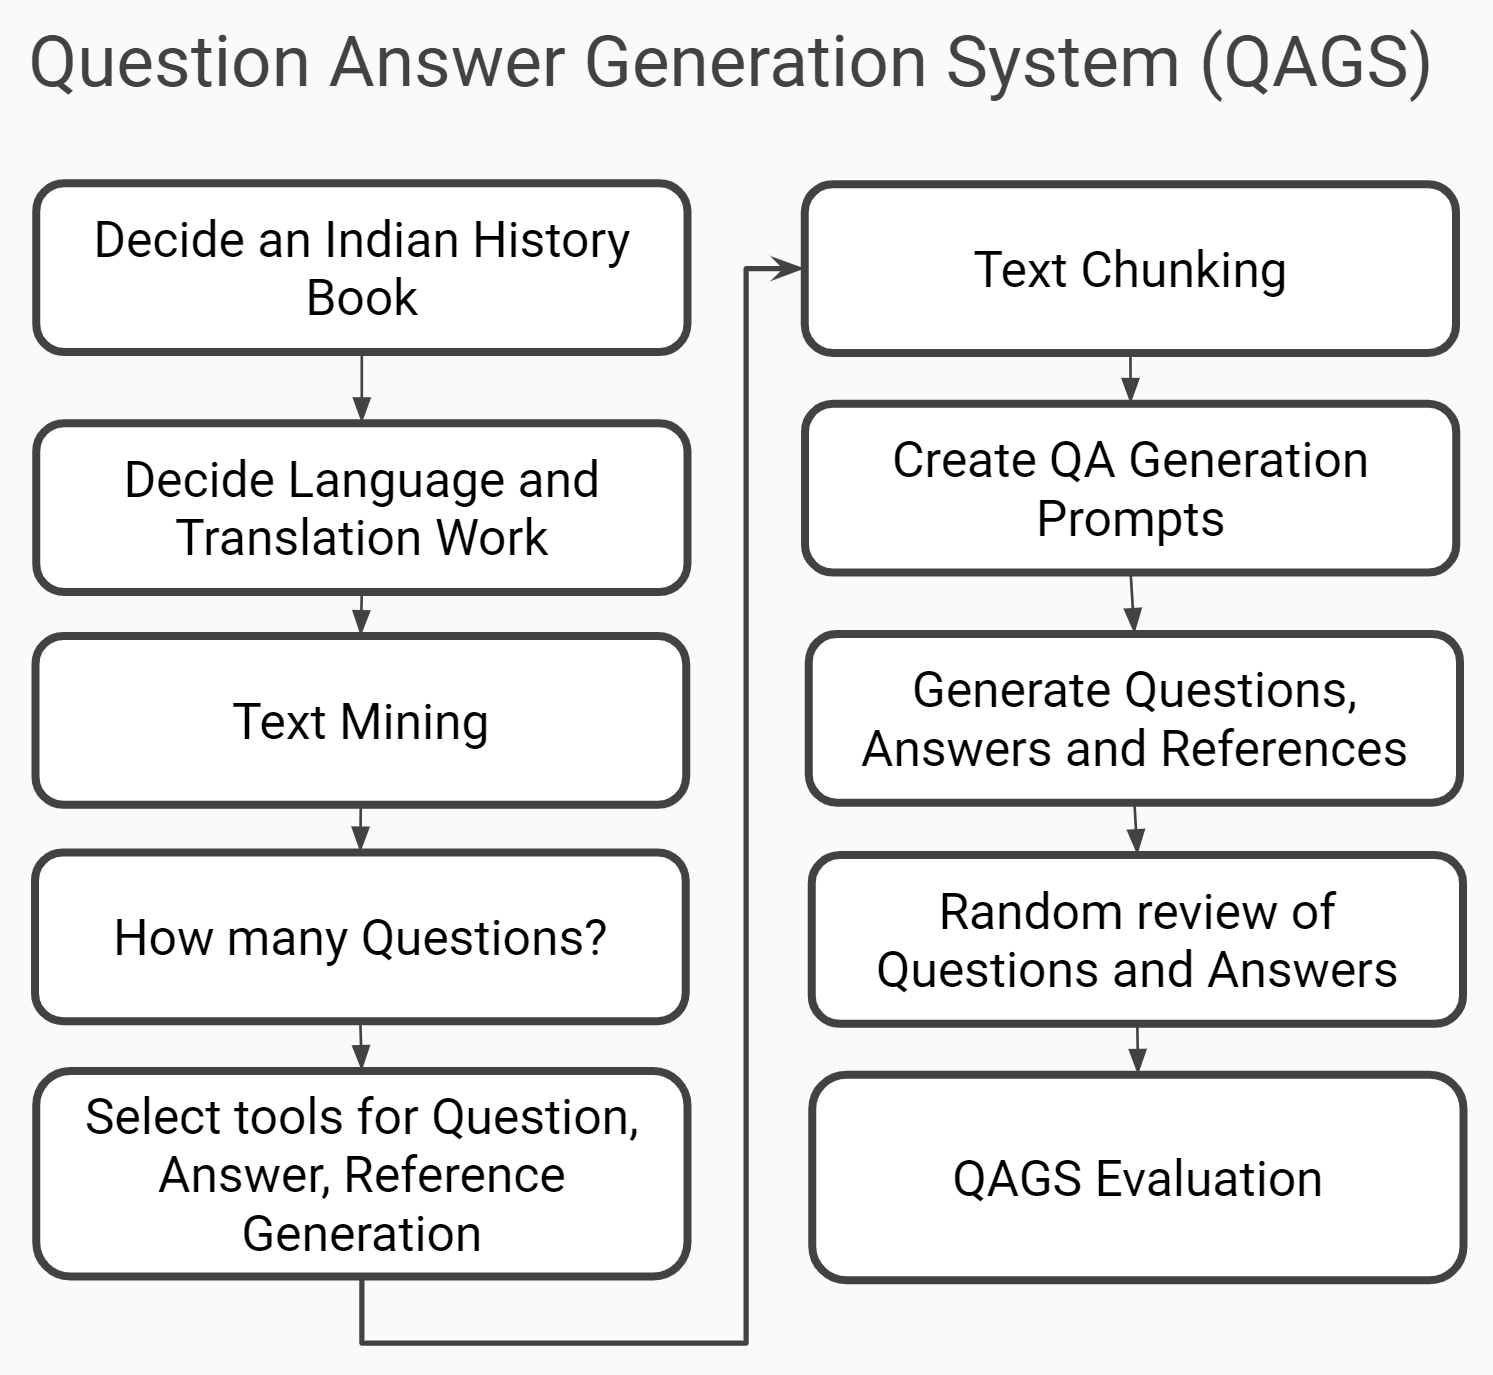 Question Answer Generation System (QAGS)
Decide an Indian History
Book
Decide Language and
Translation Work
Text Mining
How many Questions?
Select tools for Question,
Answer, Reference
Generation
Text Chunking
Create QA Generation
Prompts
Generate Questions,
Answers and References
Random review of
Questions and Answers
QAGS Evaluation